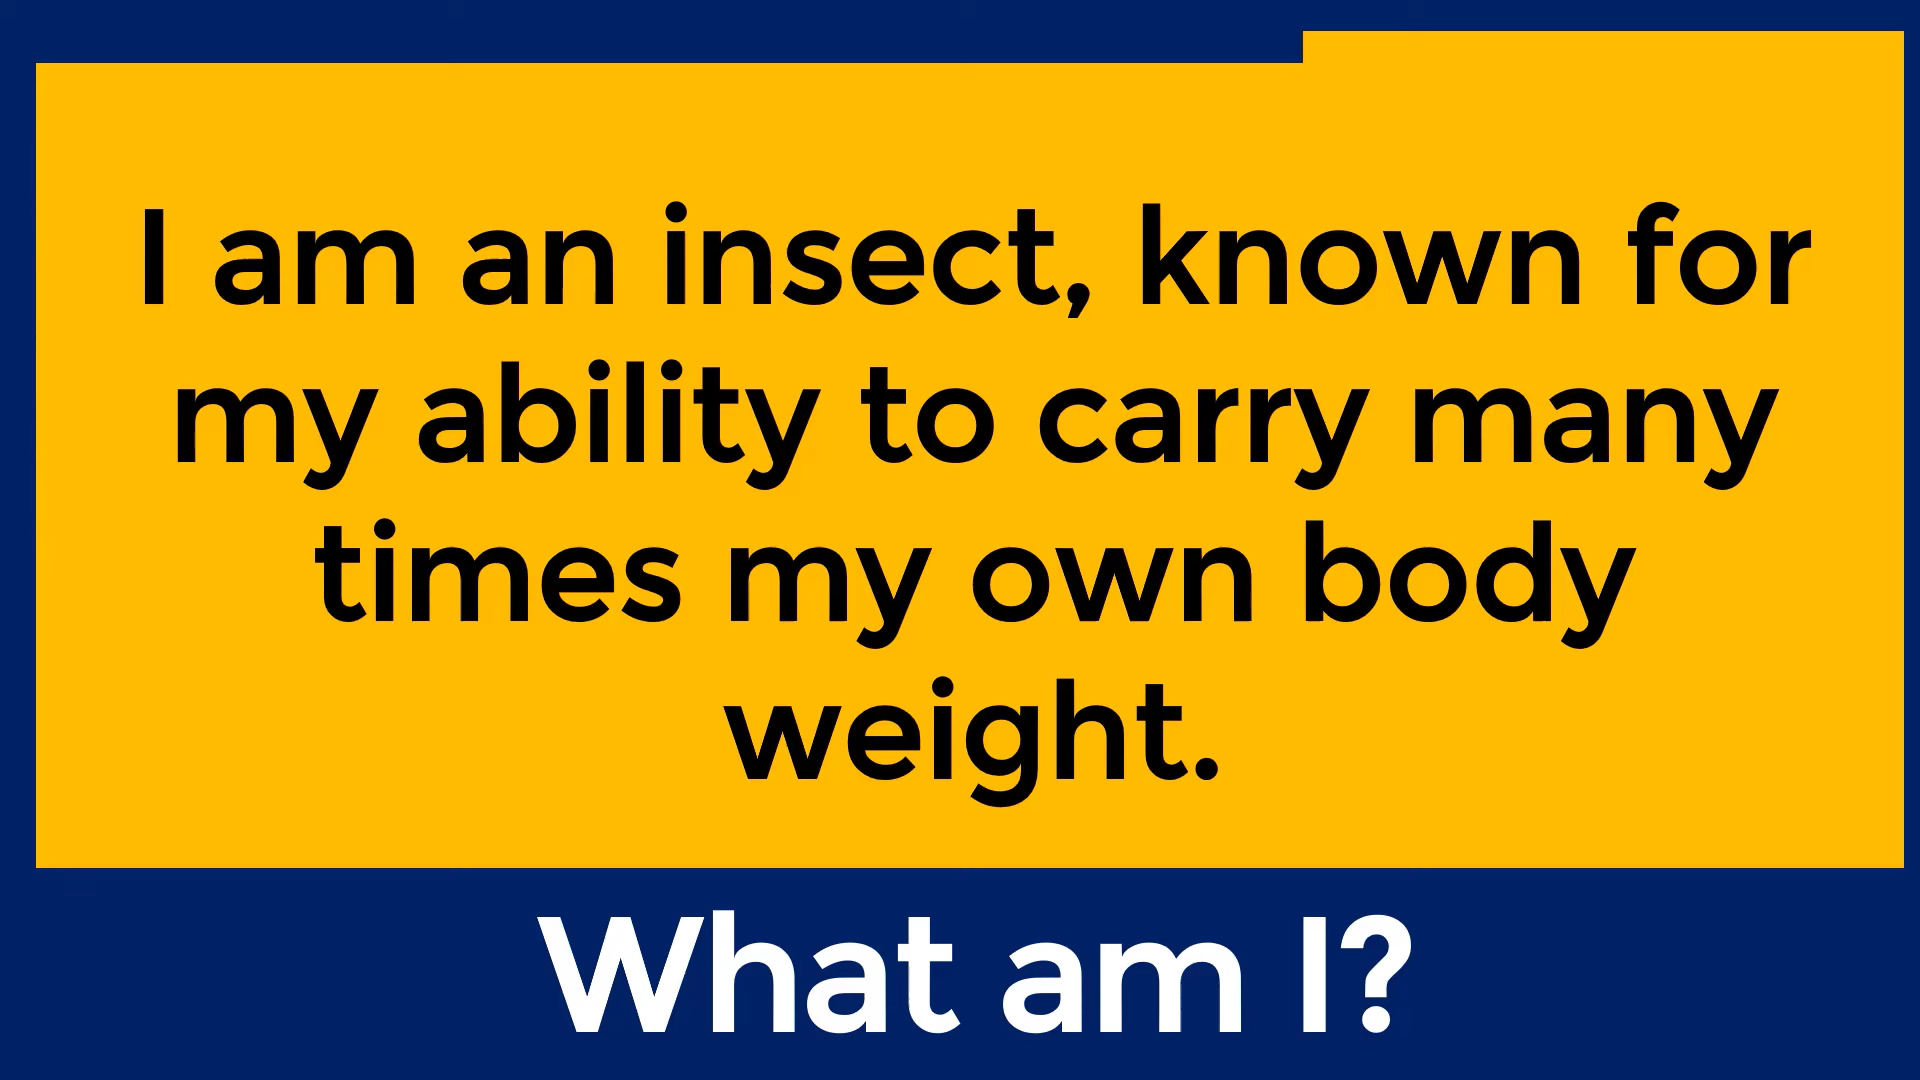 I am an insect, known for
my ability to carry many
times my own body
weight.
What am I?